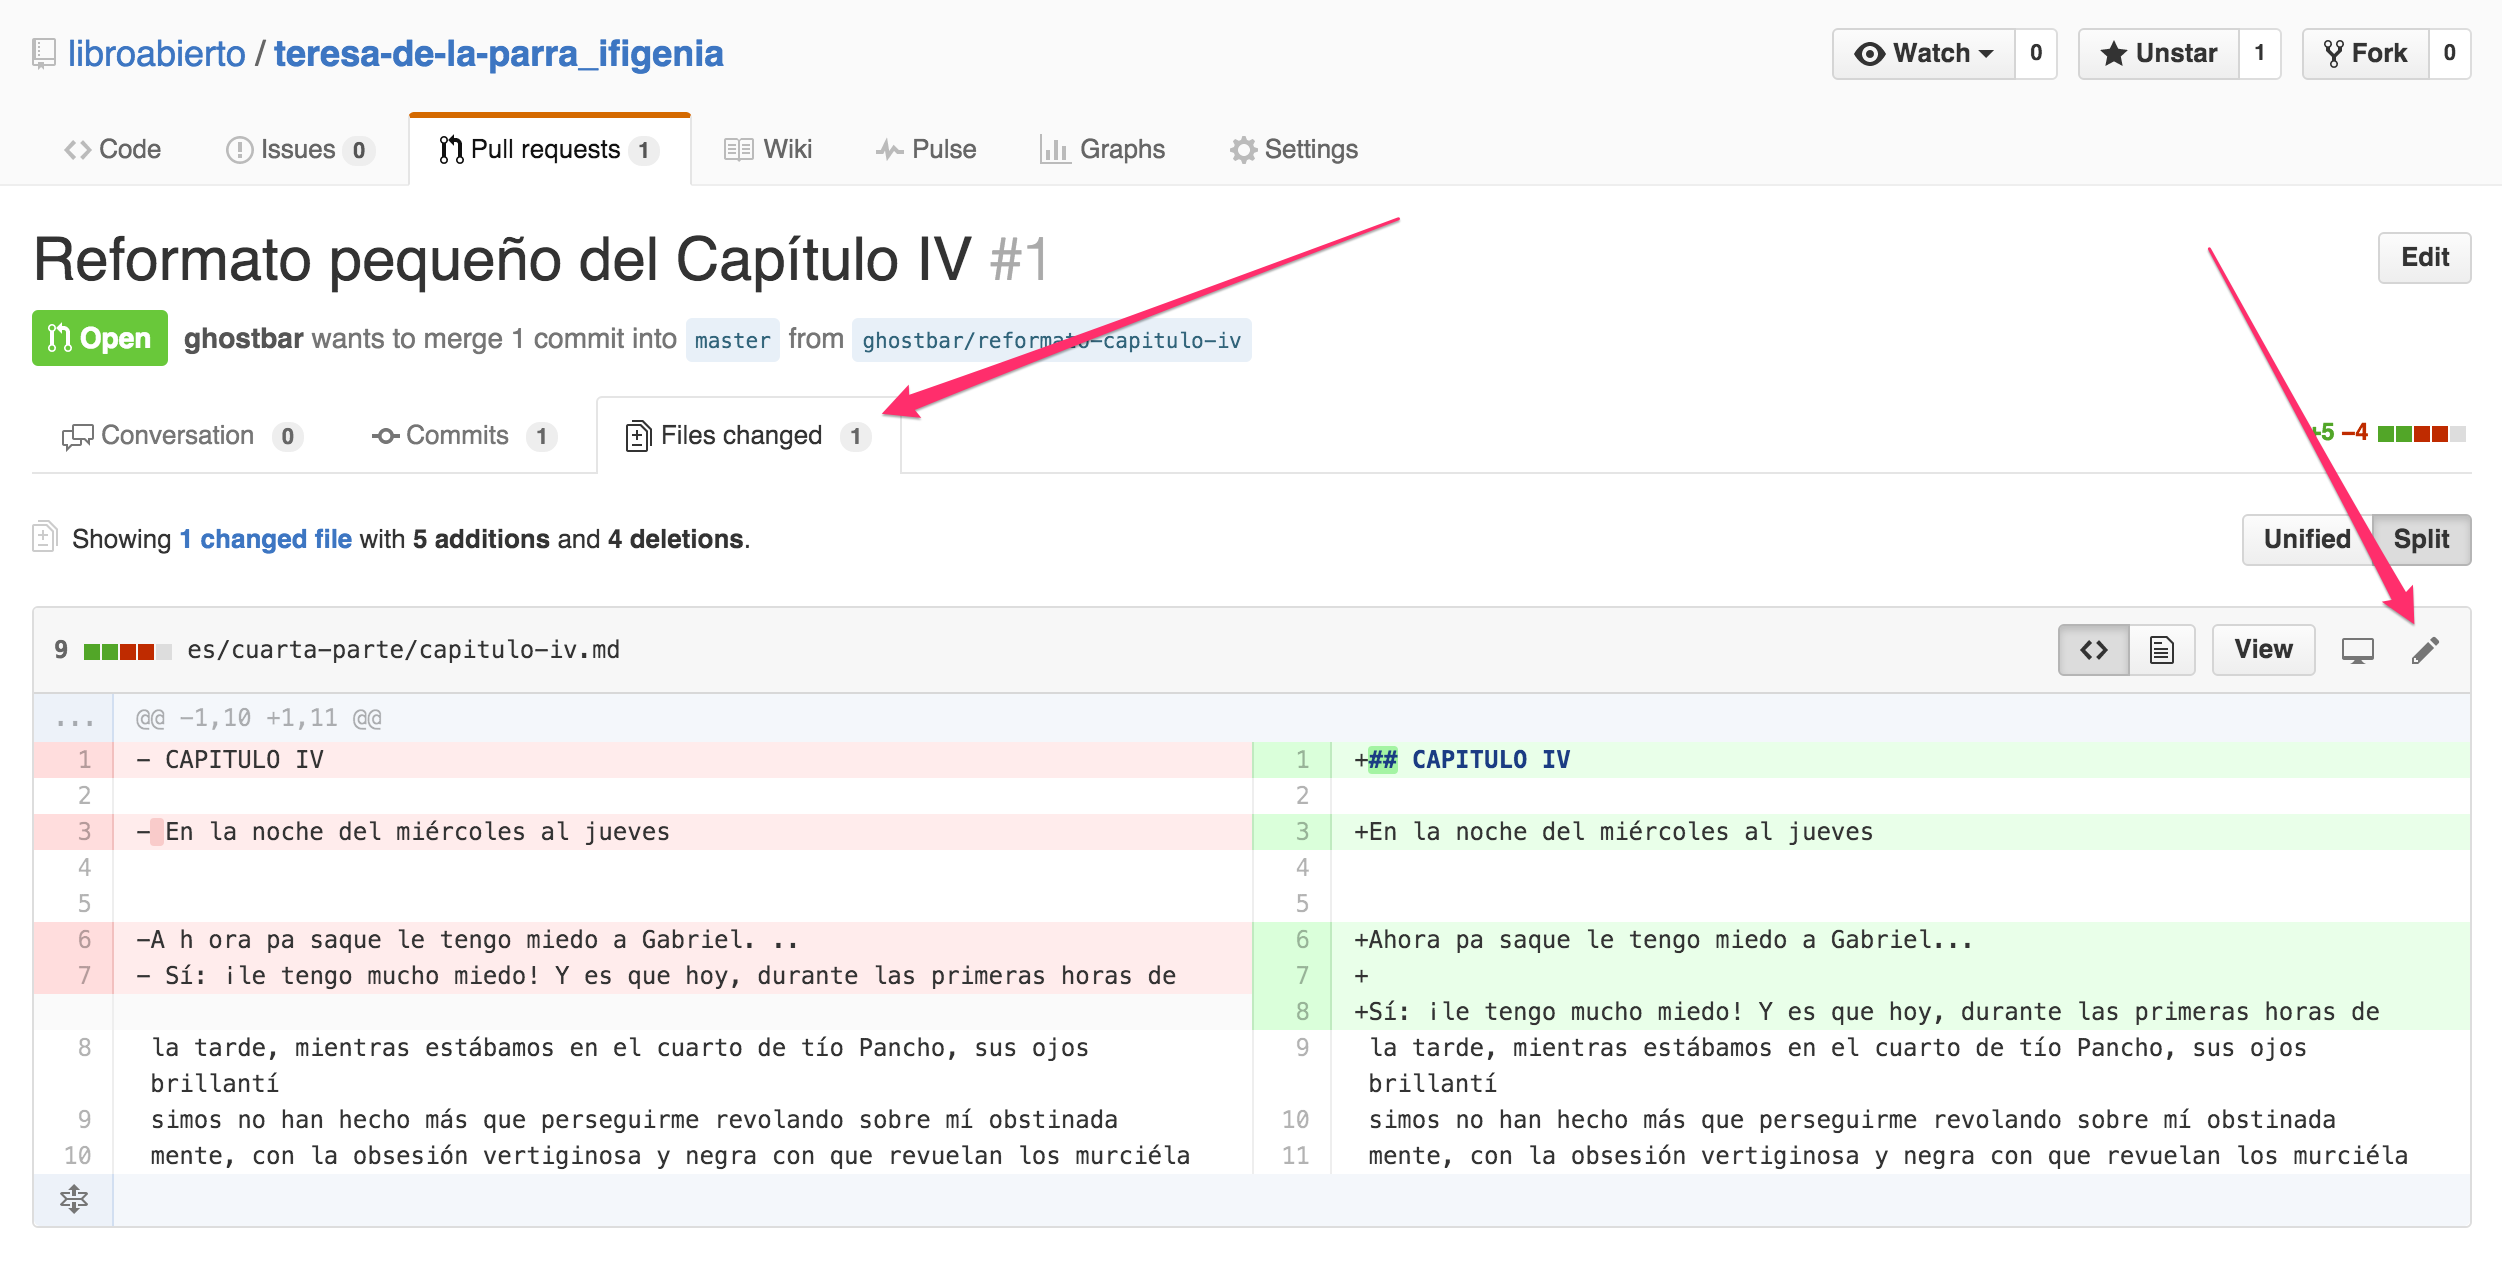 libroabierto / teresa-de-la-parra_ifigenia
Watch 0 Unstar 1 Fork 0
Code Issues 0 Pull requests 1 Wiki Pulse Graphs Settings
Reformato pequeño del Capítulo IV #1
Edit
Open ghostbar wants to merge 1 commit into master from ghostbar/reformato-capitulo-iv
Conversation 0 Commits 1 Files changed 1 +5 −4
Showing 1 changed file with 5 additions and 4 deletions.
Unified Split
9 es/cuarta-parte/capitulo-iv.md
View
... @@ -1,10 +1,11 @@
1 - CAPITULO IV
1 +## CAPITULO IV
2
2
3 - En la noche del miércoles al jueves
3 +En la noche del miércoles al jueves
4
4
5
5
6 -A h ora pa saque le tengo miedo a Gabriel. ..
6 +Ahora pa saque le tengo miedo a Gabriel...
7 - Sí: ¡le tengo mucho miedo! Y es que hoy, durante las primeras horas de
7 +
8 +Sí: ¡le tengo mucho miedo! Y es que hoy, durante las primeras horas de
8 la tarde, mientras estábamos en el cuarto de tío Pancho, sus ojos
brillantí
9 la tarde, mientras estábamos en el cuarto de tío Pancho, sus ojos
brillantí
9 simos no han hecho más que perseguirme revolando sobre mí obstinada
10 simos no han hecho más que perseguirme revolando sobre mí obstinada
10 mente, con la obsesión vertiginosa y negra con que revuelan los murciéla
11 mente, con la obsesión vertiginosa y negra con que revuelan los murciéla